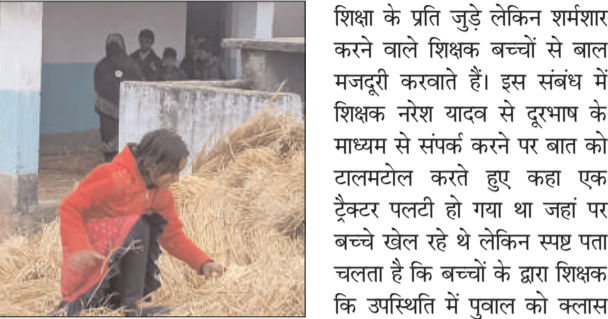 शिक्षा के प्रति जुड़े लेकिन शर्मशार
करने वाले शिक्षक बच्चों से बाल
मजदूरी करवाते हैं। इस संबंध में
शिक्षक नरेश यादव से दूरभाष के
माध्यम से संपर्क करने पर बात को
टालमटोल करते हुए कहा एक
ट्रैक्टर पलटी हो गया था जहां पर
बच्चे खेल रहे थे लेकिन स्पष्ट पता
चलता है कि बच्चों के द्वारा शिक्षक
कि उपस्थिति में पुवाल को क्लास